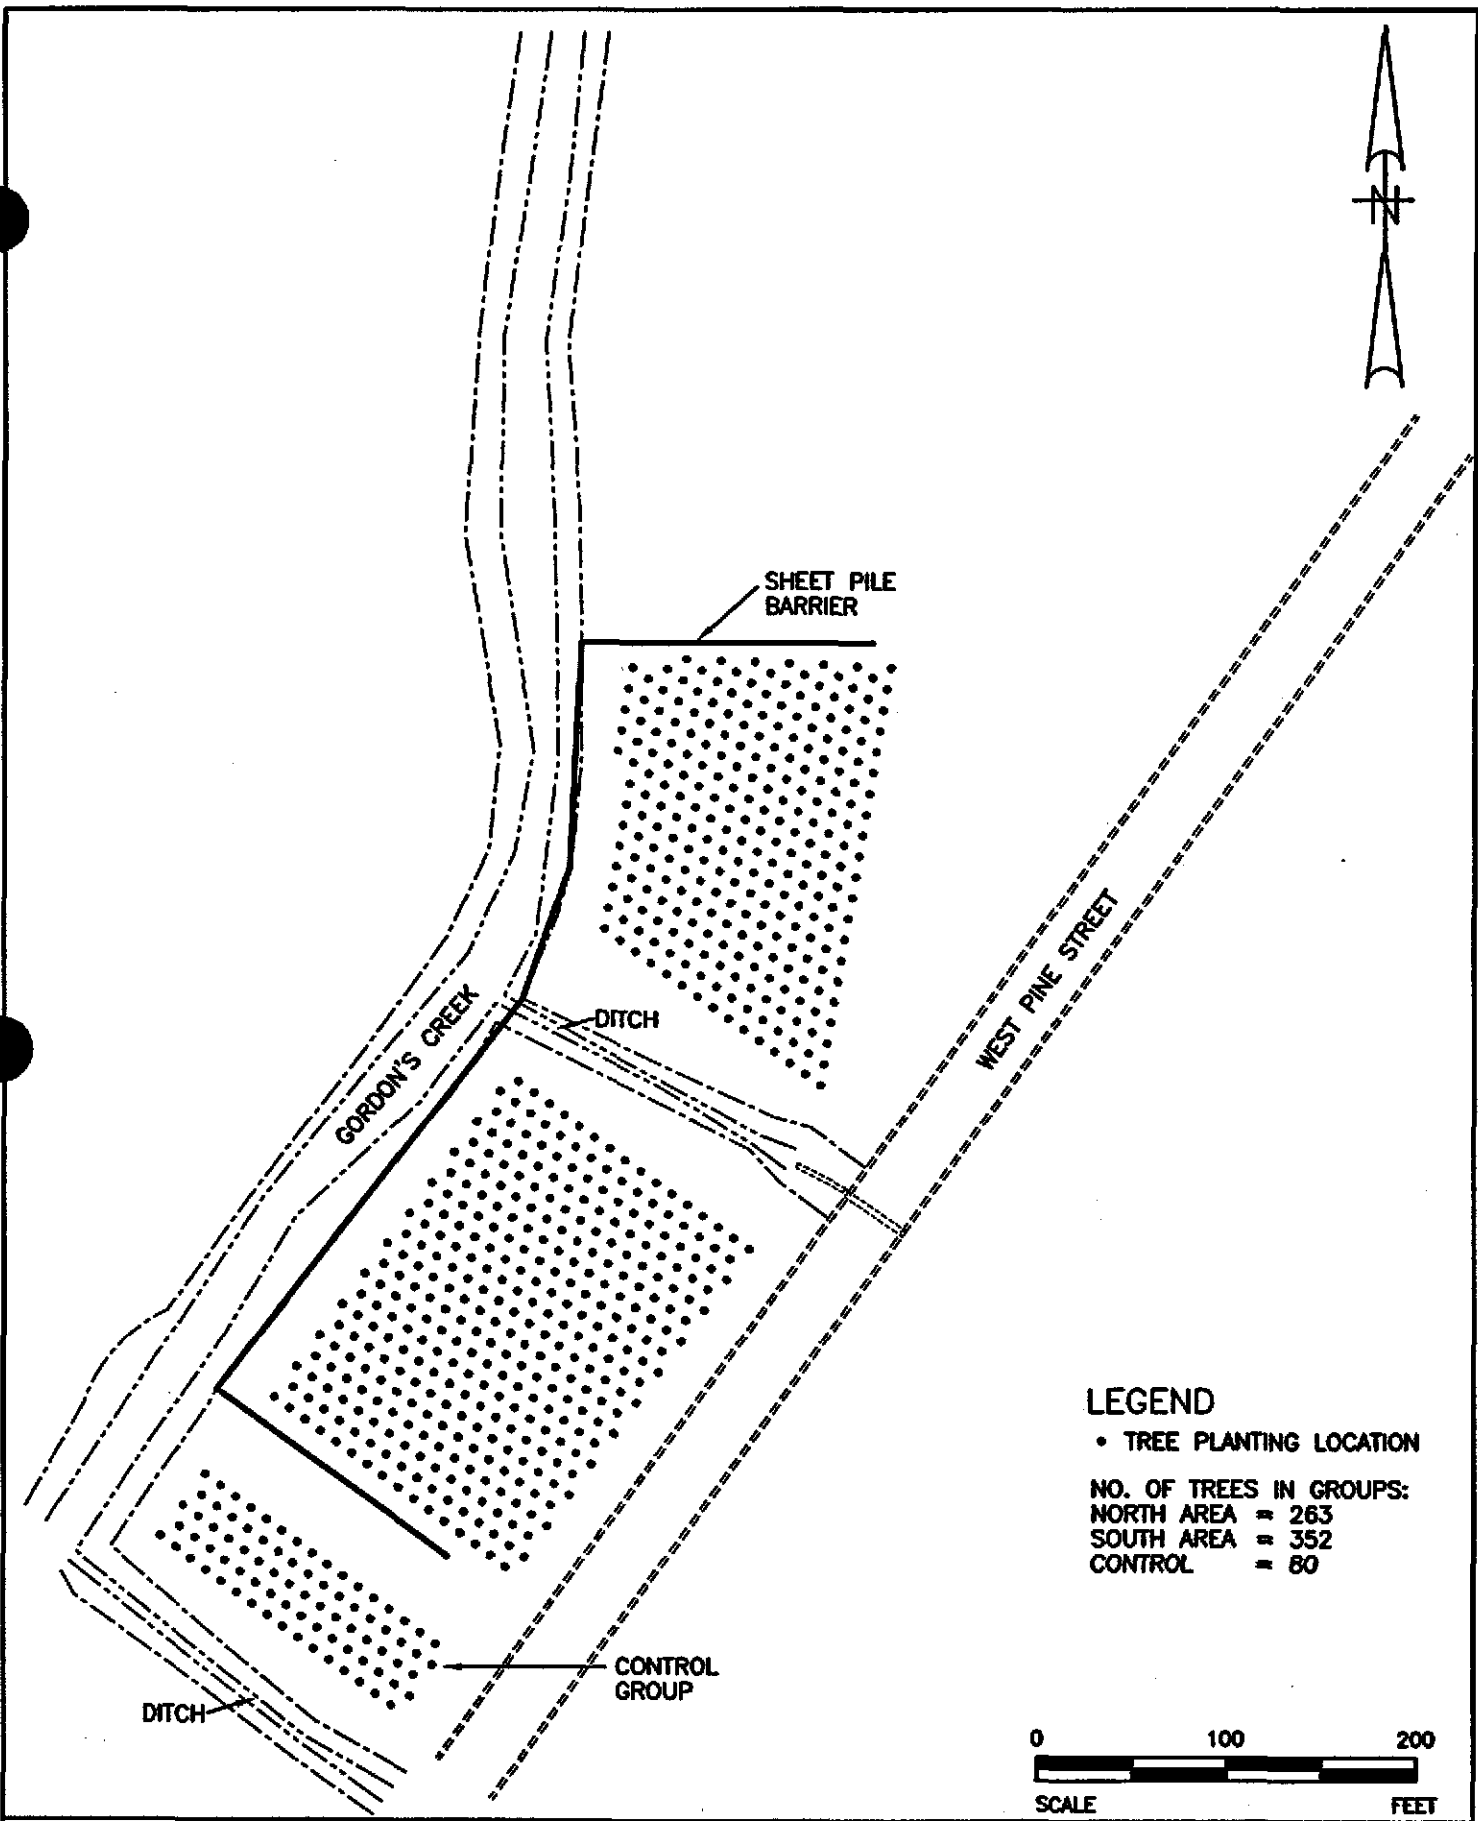 N
SHEET PILE
BARRIER
WEST PINE STREET
DITCH
GORDON'S CREEK
LEGEND
• TREE PLANTING LOCATION
NO. OF TREES IN GROUPS:
NORTH AREA = 263
SOUTH AREA = 352
CONTROL = 80
CONTROL
GROUP
DITCH
0 100 200
SCALE FEET